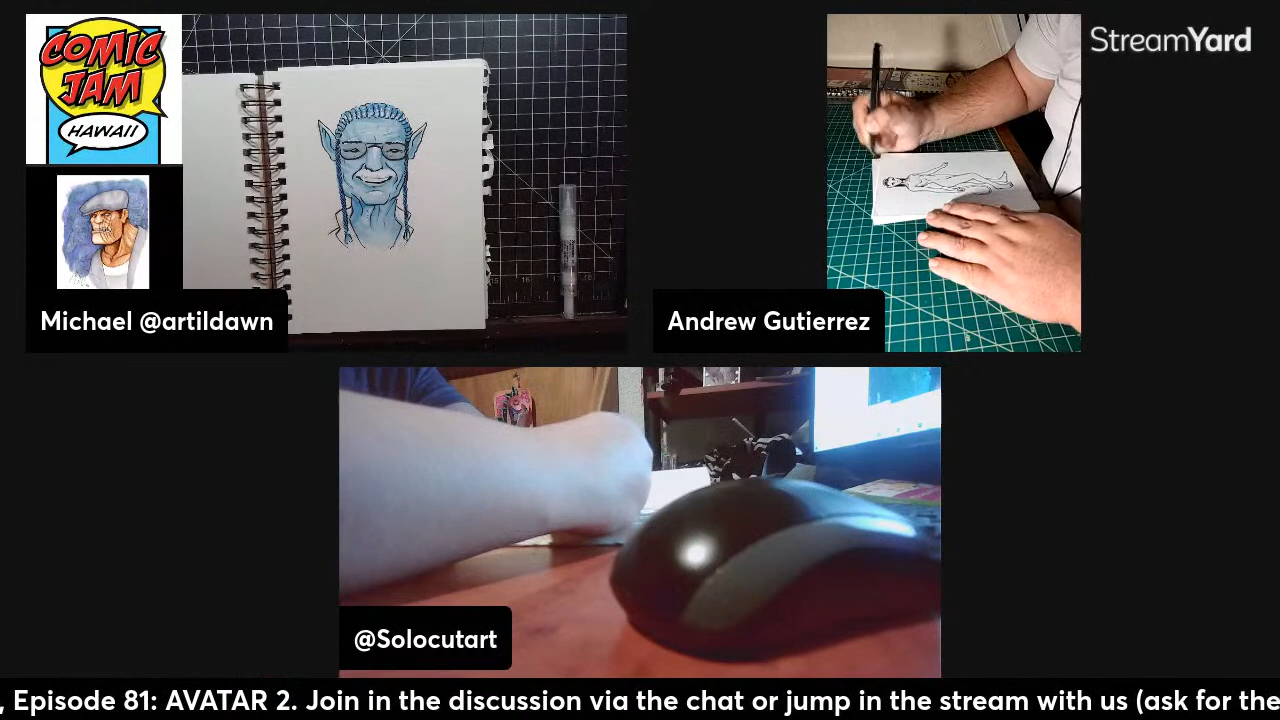 COMIC
JAM
HAWAII
StreamYard
Michael @artildawn
Andrew Gutierrez
@Solocutart
, Episode 81: AVATAR 2. Join in the discussion via the chat or jump in the stream with us (ask for the